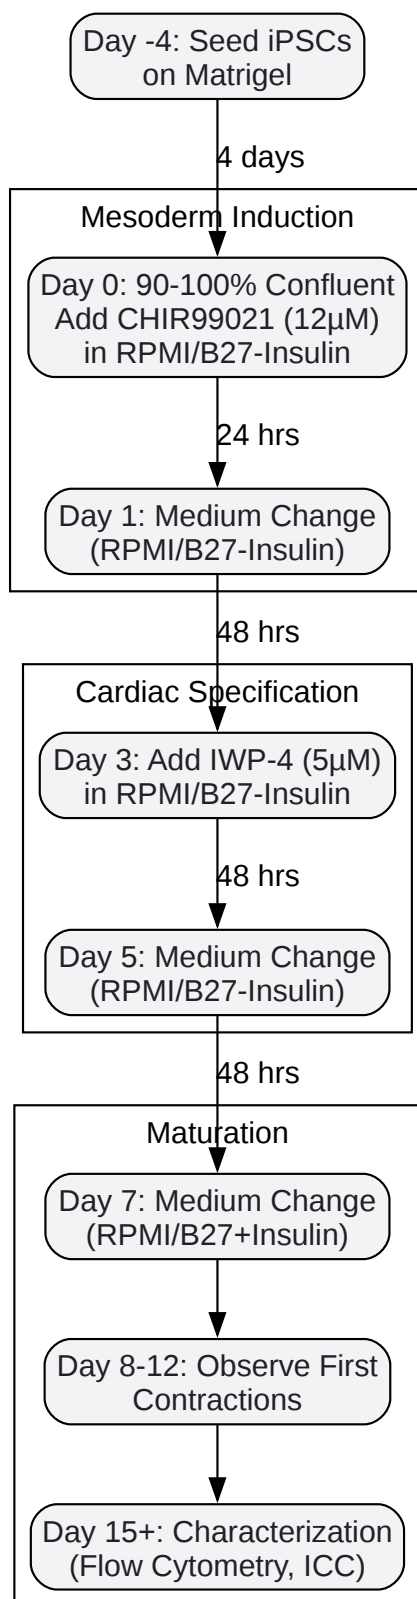 Day -4: Seed iPSCs
on Matrigel
4 days
Mesoderm Induction
Day 0: 90-100% Confluent
Add CHIR99021 (12µM)
in RPMI/B27-Insulin
24 hrs
Day 1: Medium Change
(RPMI/B27-Insulin)
48 hrs
Cardiac Specification
Day 3: Add IWP-4 (5µM)
in RPMI/B27-Insulin
48 hrs
Day 5: Medium Change
(RPMI/B27-Insulin)
48 hrs
Maturation
Day 7: Medium Change
(RPMI/B27+Insulin)
Day 8-12: Observe First
Contractions
Day 15+: Characterization
(Flow Cytometry, ICC)